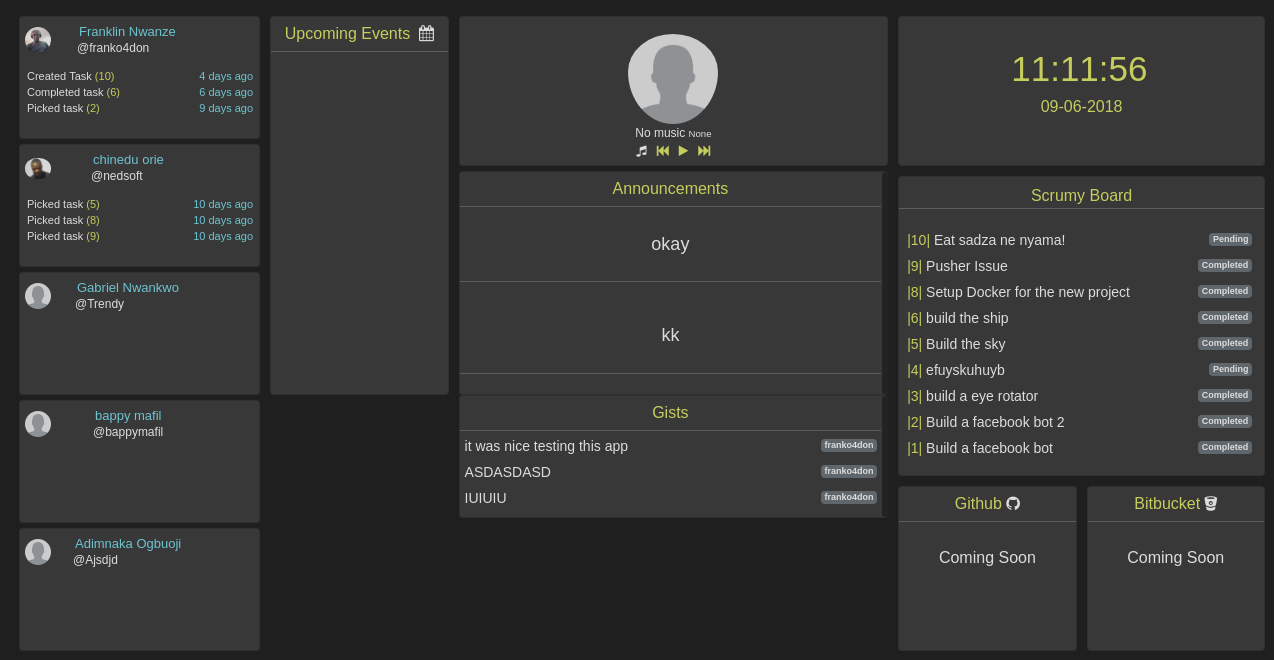 Franklin Nwanze
@franko4don
Created Task (10) 4 days ago
Completed task (6) 6 days ago
Picked task (2) 9 days ago
chinedu orie
@nedsoft
Picked task (5) 10 days ago
Picked task (8) 10 days ago
Picked task (9) 10 days ago
Gabriel Nwankwo
@Trendy
bappy mafil
@bappymafil
Adimnaka Ogbuoji
@Ajsdjd
Upcoming Events
No music None
Announcements
okay
kk
Gists
it was nice testing this app franko4don
ASDASDASD franko4don
IUIUIU franko4don
11:11:56
09-06-2018
Scrumy Board
|10| Eat sadza ne nyama! Pending
|9| Pusher Issue Completed
|8| Setup Docker for the new project Completed
|6| build the ship Completed
|5| Build the sky Completed
|4| efuyskuhuyb Pending
|3| build a eye rotator Completed
|2| Build a facebook bot 2 Completed
|1| Build a facebook bot Completed
Github
Coming Soon
Bitbucket
Coming Soon